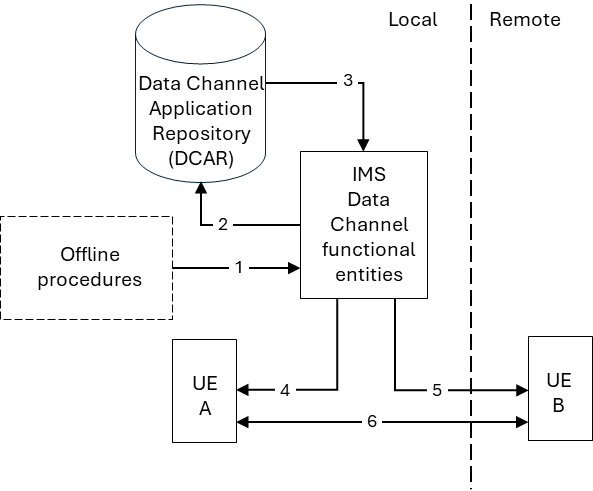 Local
Remote
Data Channel
Application
Repository
(DCAR)
3
IMS
Data
Channel
functional
entities
2
Offline
procedures
1
UE
A
4
5
UE
B
6